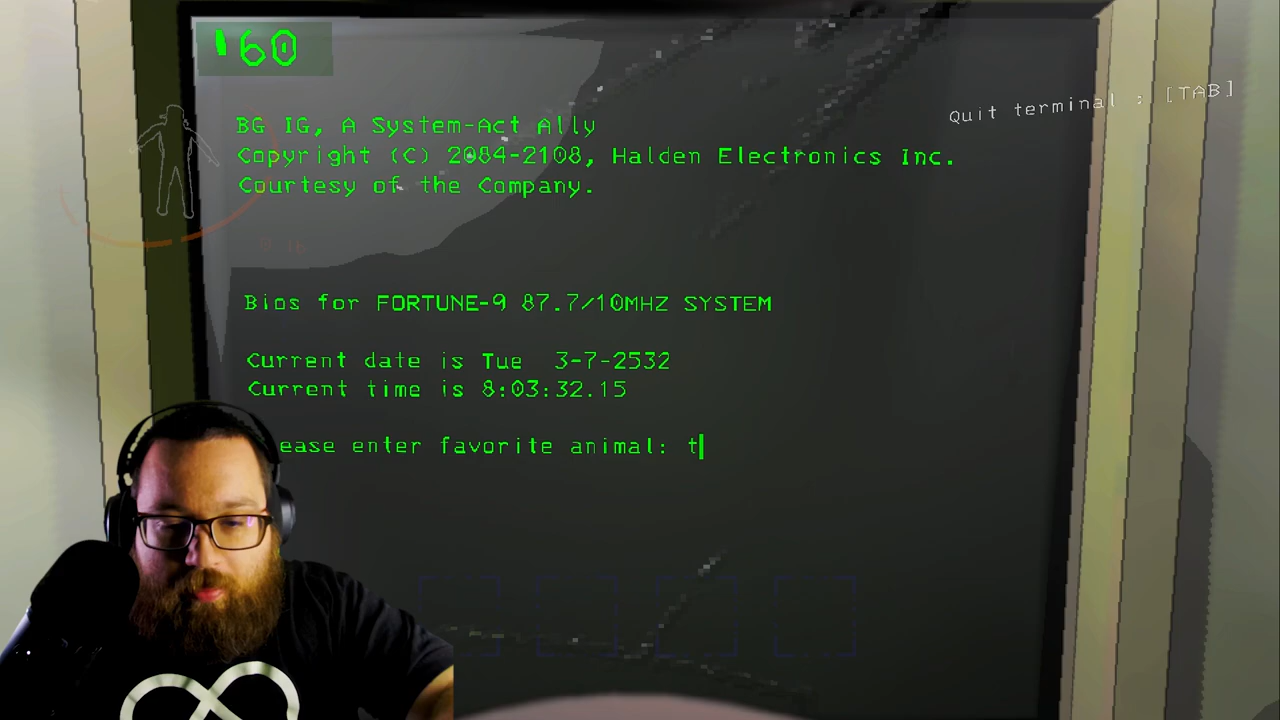 ▮60
Quit terminal : [TAB]
BG IG, A System-Act Ally
Copyright (C) 2084-2108, Halden Electronics Inc.
Courtesy of the Company.
Bios for FORTUNE-9 87.7/10MHZ SYSTEM
Current date is Tue  3-7-2532
Current time is 8:03:32.15
ease enter favorite animal: t